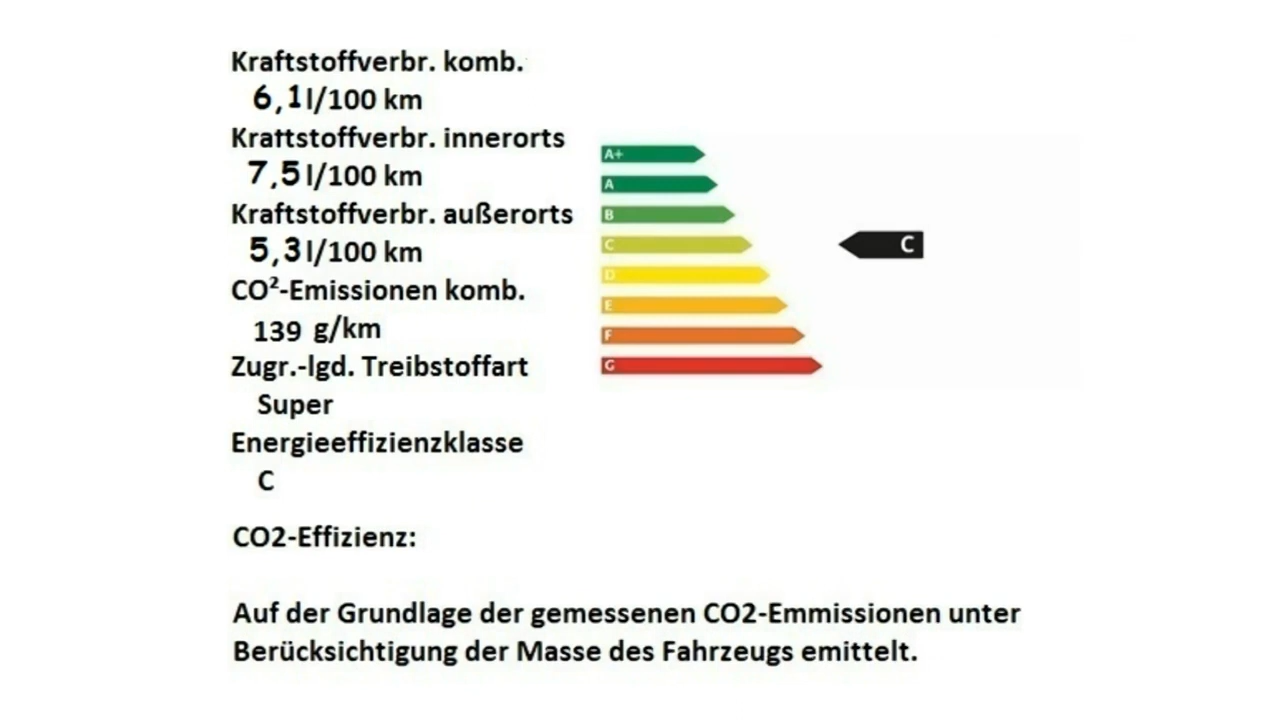 Kraftstoffverbr. komb.
6,1 l/100 km
Krattstoffverbr. innerorts
7,5 l/100 km
Kraftstoffverbr. außerorts
5,3 l/100 km
CO²-Emissionen komb.
139 g/km
Zugr.-lgd. Treibstoffart
Super
Energieeffizienzklasse
C
A+
A
B
C
C
D
E
F
G
CO2-Effizienz:
Auf der Grundlage der gemessenen CO2-Emmissionen unter
Berücksichtigung der Masse des Fahrzeugs emittelt.